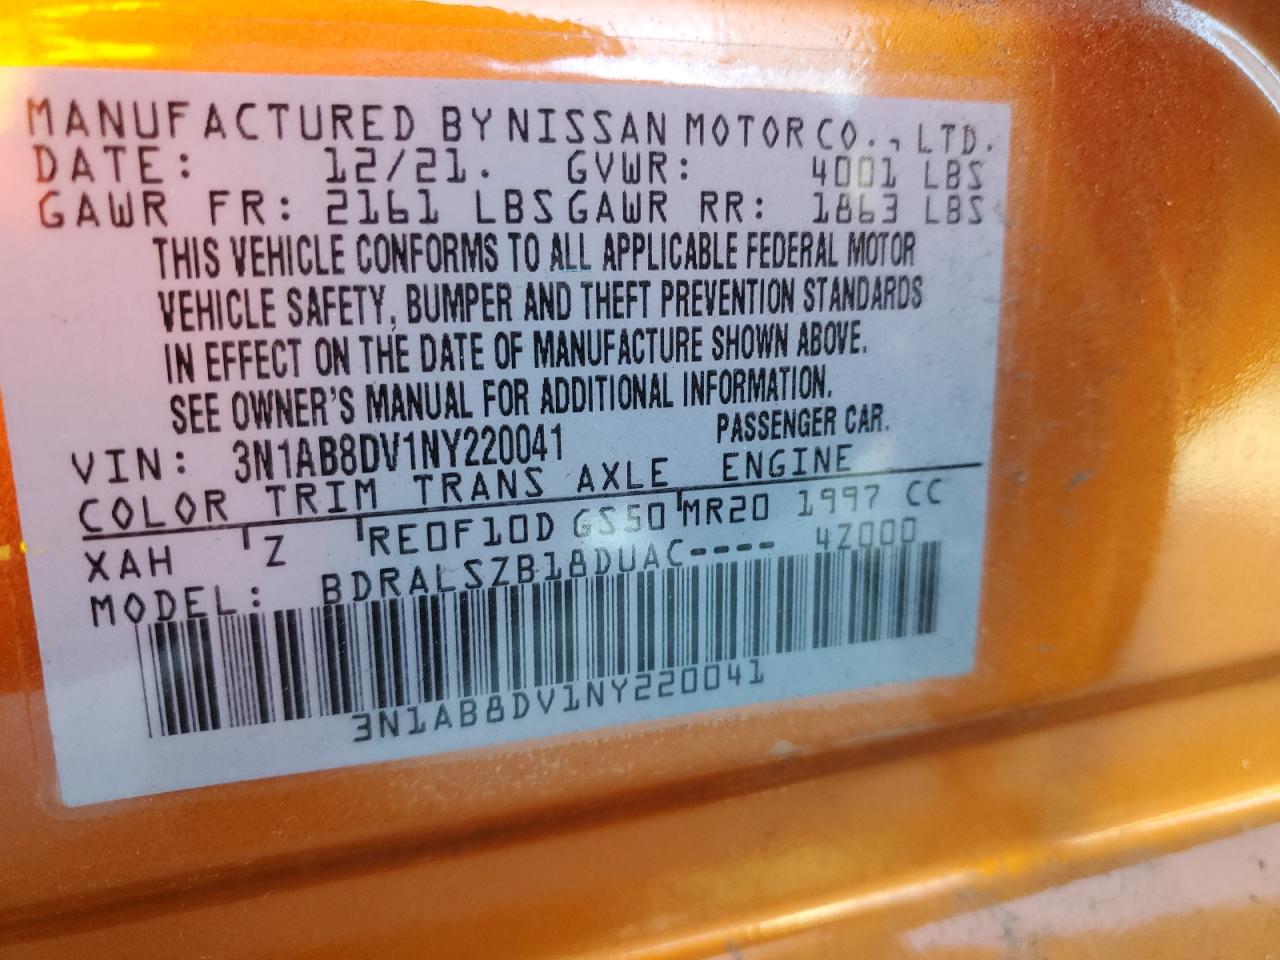 MANUFACTURED BY NISSAN MOTOR CO., LTD.
DATE: 12/21. GVWR: 4001 LBS
GAWR FR: 2161 LBS GAWR RR: 1863 LBS
THIS VEHICLE CONFORMS TO ALL APPLICABLE FEDERAL MOTOR
VEHICLE SAFETY, BUMPER AND THEFT PREVENTION STANDARDS
IN EFFECT ON THE DATE OF MANUFACTURE SHOWN ABOVE.
SEE OWNER'S MANUAL FOR ADDITIONAL INFORMATION.
VIN: 3N1AB8DV1NY220041 PASSENGER CAR.
COLOR TRIM TRANS AXLE ENGINE
XAH Z RE0F10D GS50 MR20 1997 CC
MODEL: BDRALSZB18DUAC---- 4Z000
3N1AB8DV1NY220041